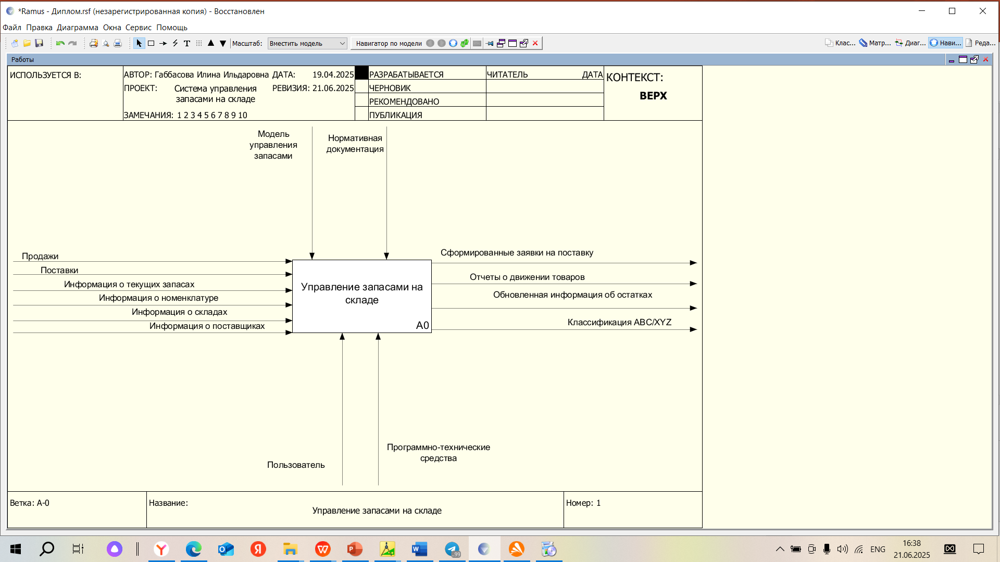 *Ramus - Диплом.rsf (незарегистрированная копия) - Восстановлен
Файл Правка Диаграмма Окна Сервис Помощь
Масштаб: Вместить модель Навигатор по модели Клас... Матр... Диаг... Нави... Реда...
Работы
ИСПОЛЬЗУЕТСЯ В:
АВТОР: Габбасова Илина Ильдаровна ДАТА: 19.04.2025
ПРОЕКТ: Система управления запасами на складе РЕВИЗИЯ: 21.06.2025
ЗАМЕЧАНИЯ: 1 2 3 4 5 6 7 8 9 10
РАЗРАБАТЫВАЕТСЯ
ЧЕРНОВИК
РЕКОМЕНДОВАНО
ПУБЛИКАЦИЯ
ЧИТАТЕЛЬ ДАТА
КОНТЕКСТ:
ВЕРХ
Модель
управления
запасами
Нормативная
документация
Продажи
Поставки
Информация о текущих запасах
Информация о номенклатуре
Информация о складах
Информация о поставщиках
Управление запасами на
складе
A0
Сформированные заявки на поставку
Отчеты о движении товаров
Обновленная информация об остатках
Классификация ABC/XYZ
Пользователь
Программно-технические
средства
Ветка: A-0
Название:
Управление запасами на складе
Номер: 1
99
ENG
16:38
21.06.2025